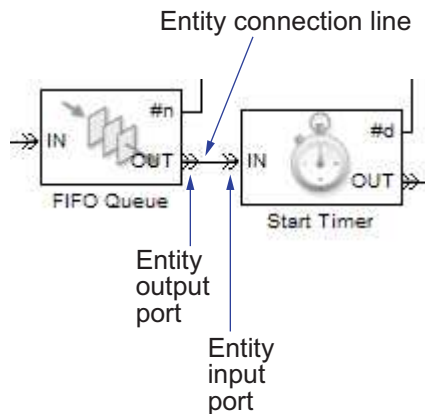 Entity connection line
#n
IN
OUT
FIFO Queue
#d
IN
OUT
Start Timer
Entity
output
port
Entity
input
port